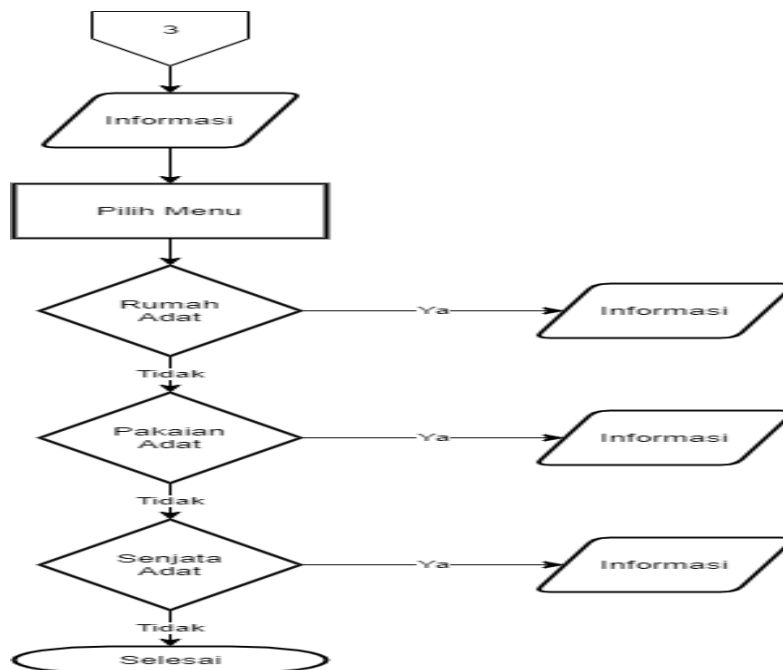 3
Informasi
Pilih Menu
Rumah
Adat
Ya
Informasi
Tidak
Pakaian
Adat
Ya
Informasi
Tidak
Senjata
Adat
Ya
Informasi
Tidak
Selesai